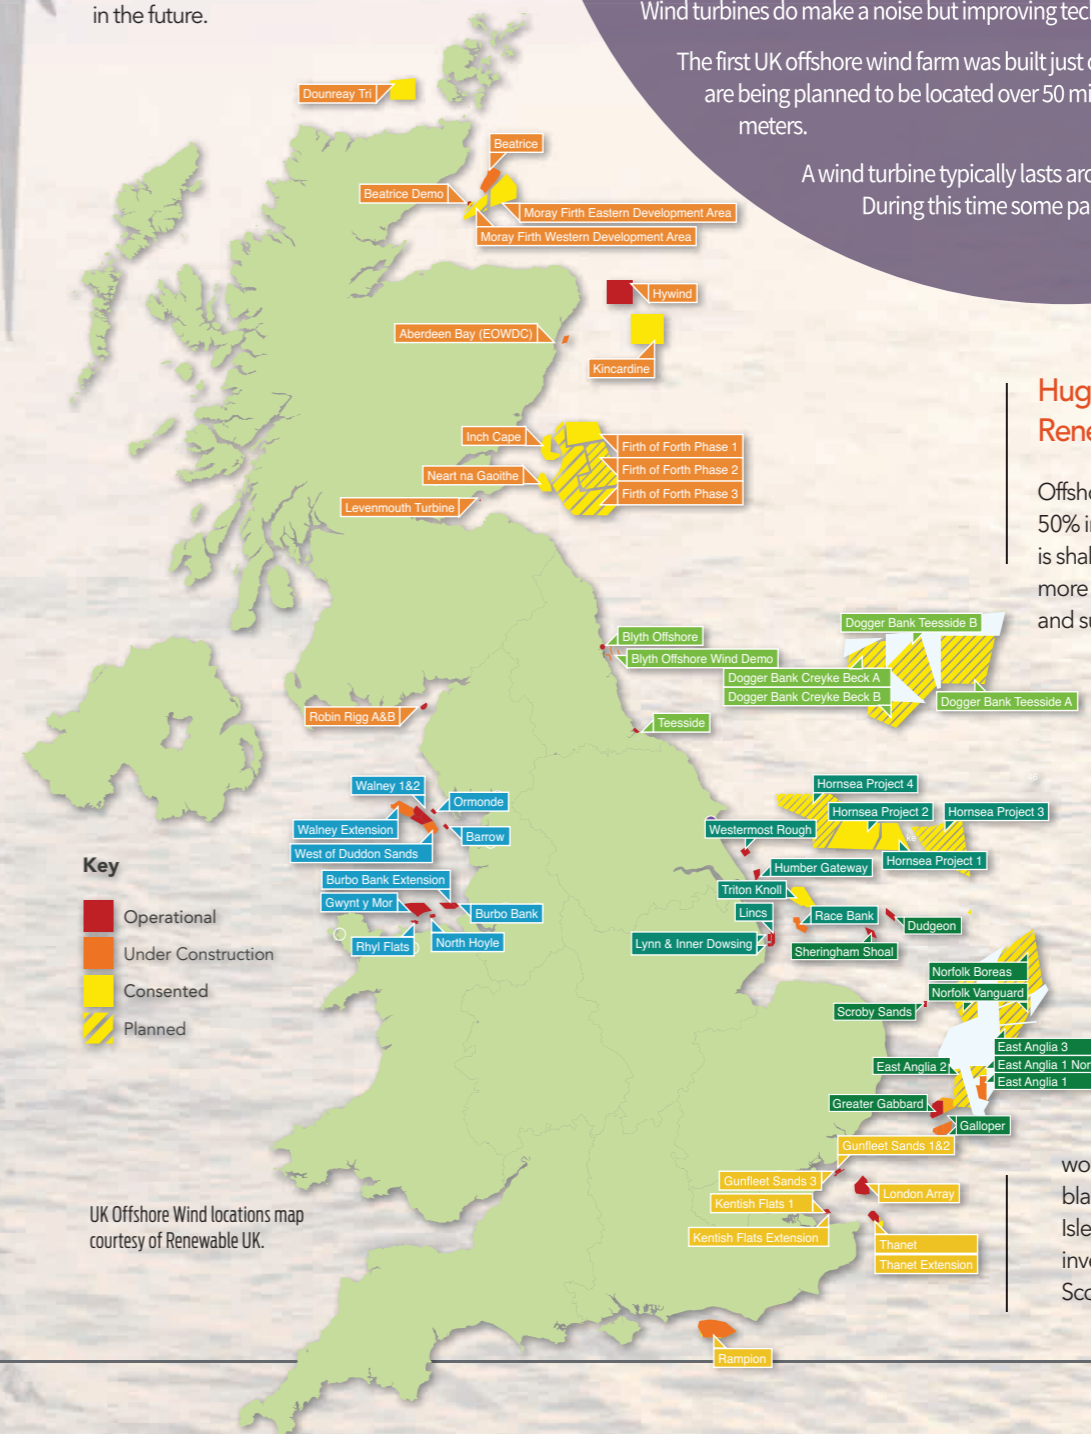 in the future.
Wind turbines do make a noise but improving
The first UK offshore wind farm was built just
are being planned to be located over 50
meters.
A wind turbine typically lasts
During this time some
Dounreay Tri
Beatrice
Beatrice Demo
Moray Firth Eastern Development Area
Moray Firth Western Development Area
Hywind
Aberdeen Bay (EOWDC)
Kincardine
Inch Cape
Firth of Forth Phase 1
Neart na Gaoithe
Firth of Forth Phase 2
Firth of Forth Phase 3
Levenmouth Turbine
Hug
Rene
Offsho
50% i
is shal
more
and su
Blyth Offshore
Blyth Offshore Wind Demo
Dogger Bank Teesside B
Dogger Bank Creyke Beck A
Dogger Bank Creyke Beck B
Dogger Bank Teesside A
Robin Rigg A&B
Teesside
Walney 1&2
Ormonde
Walney Extension
Barrow
West of Duddon Sands
Burbo Bank Extension
Gwynt y Mor
Burbo Bank
Rhyl Flats
North Hoyle
Hornsea Project 4
Hornsea Project 2
Hornsea Project 3
Westermost Rough
Hornsea Project 1
Humber Gateway
Triton Knoll
Lincs
Race Bank
Dudgeon
Lynn & Inner Dowsing
Sheringham Shoal
Key
Operational
Under Construction
Consented
Planned
Norfolk Boreas
Norfolk Vanguard
Scroby Sands
East Anglia 3
East Anglia 2
East Anglia 1 Nor
East Anglia 1
Greater Gabbard
Galloper
Gunfleet Sands 1&2
Gunfleet Sands 3
London Array
Kentish Flats 1
Kentish Flats Extension
Thanet
Thanet Extension
Rampion
UK Offshore Wind locations map
courtesy of Renewable UK.
wo
bla
Isle
inve
Sco